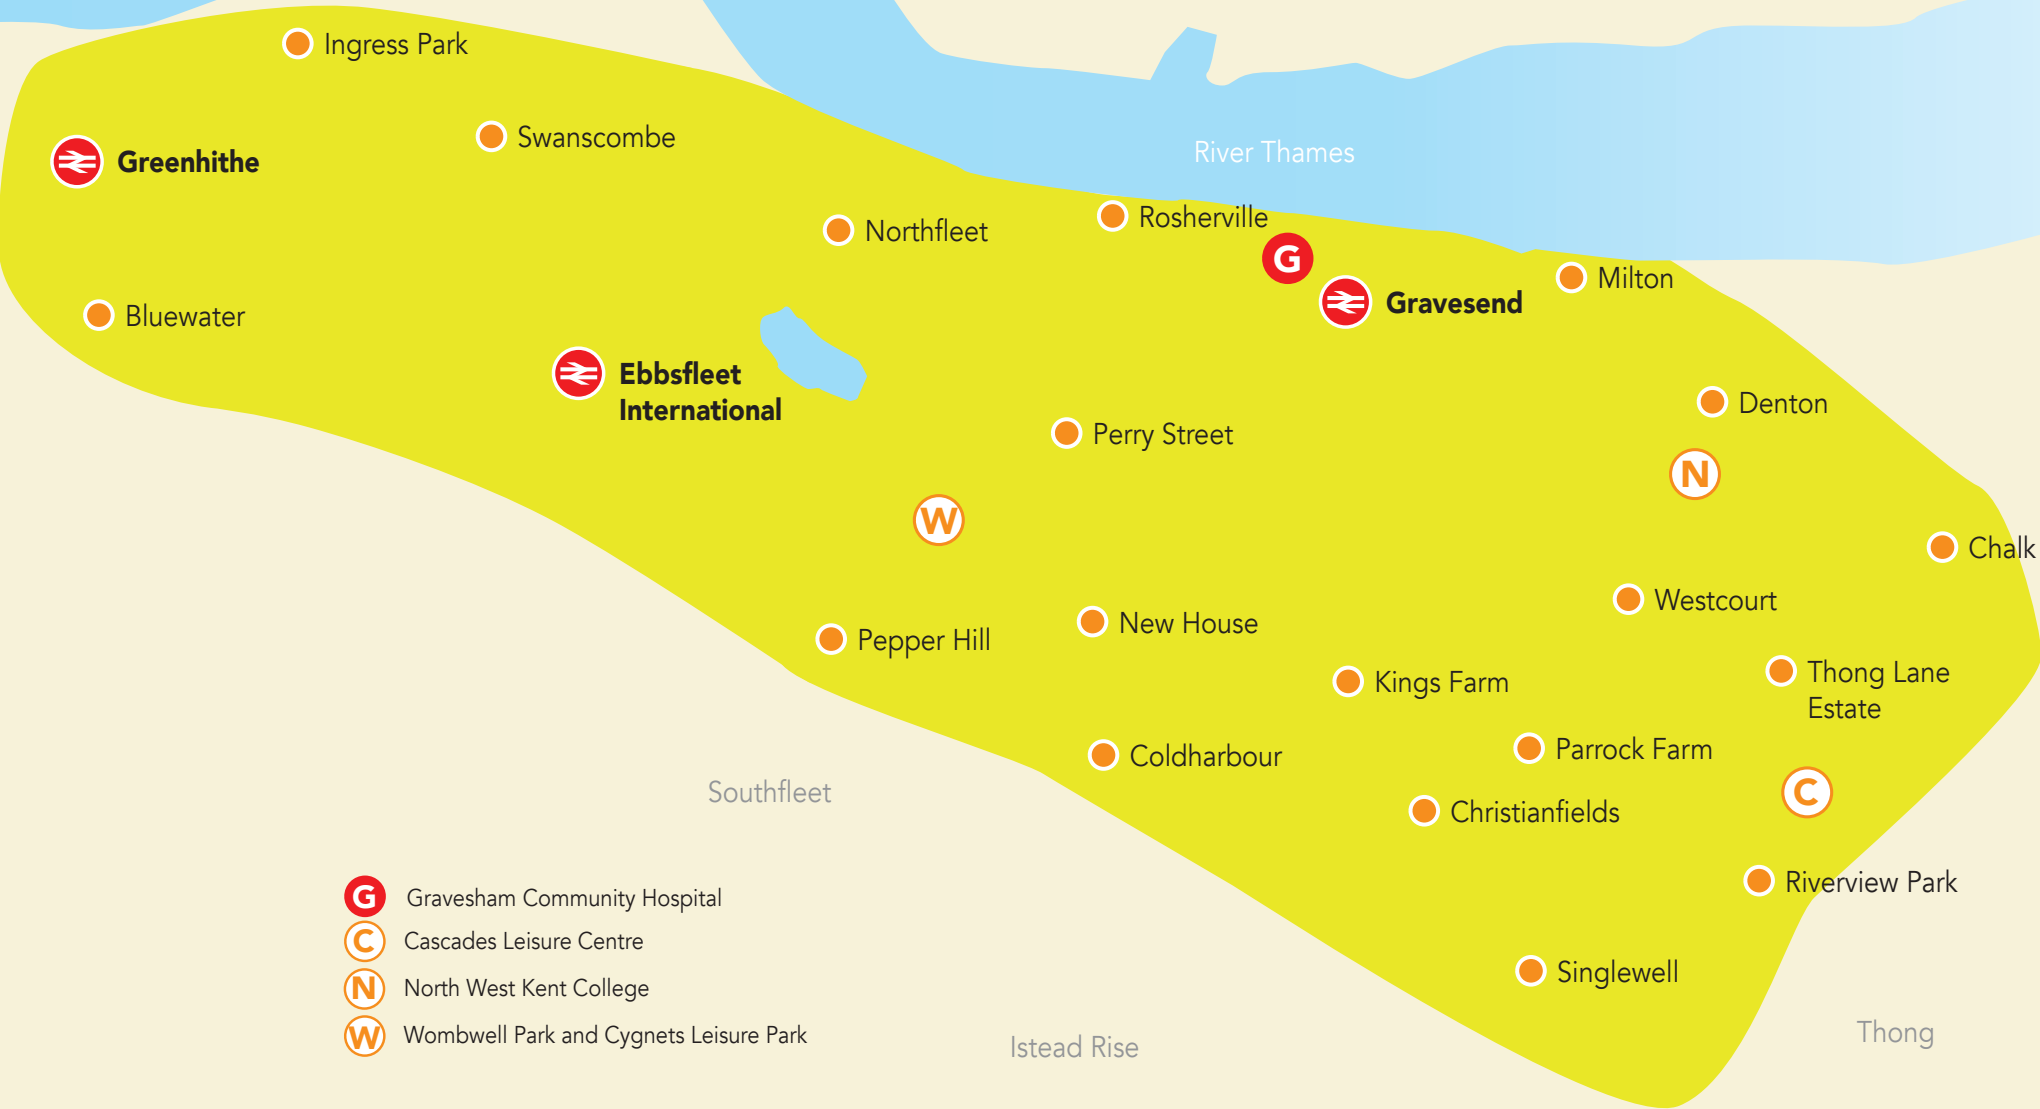 Ingress Park
Swanscombe
Greenhithe
River Thames
Rosherville
Northfleet
G
Milton
Gravesend
Bluewater
Ebbsfleet
International
Denton
Perry Street
N
W
Chalk
Westcourt
New House
Pepper Hill
Thong Lane
Estate
Kings Farm
Parrock Farm
Coldharbour
Southfleet
C
Christianfields
Riverview Park
G Gravesham Community Hospital
C Cascades Leisure Centre
Singlewell
N North West Kent College
W Wombwell Park and Cygnets Leisure Park
Thong
Istead Rise